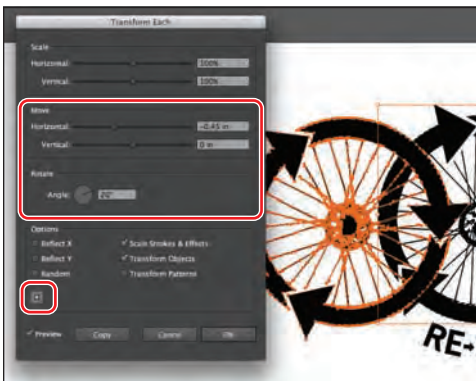 Transform Each
Scale
Horizontal: 100%
Vertical: 100%
Move
Horizontal: -0.45 in
Vertical: 0 in
Rotate
Angle: 20°
Options
Reflect X Scale Strokes & Effects
Reflect Y Transform Objects
Random Transform Patterns
Preview Copy Cancel OK
RE-